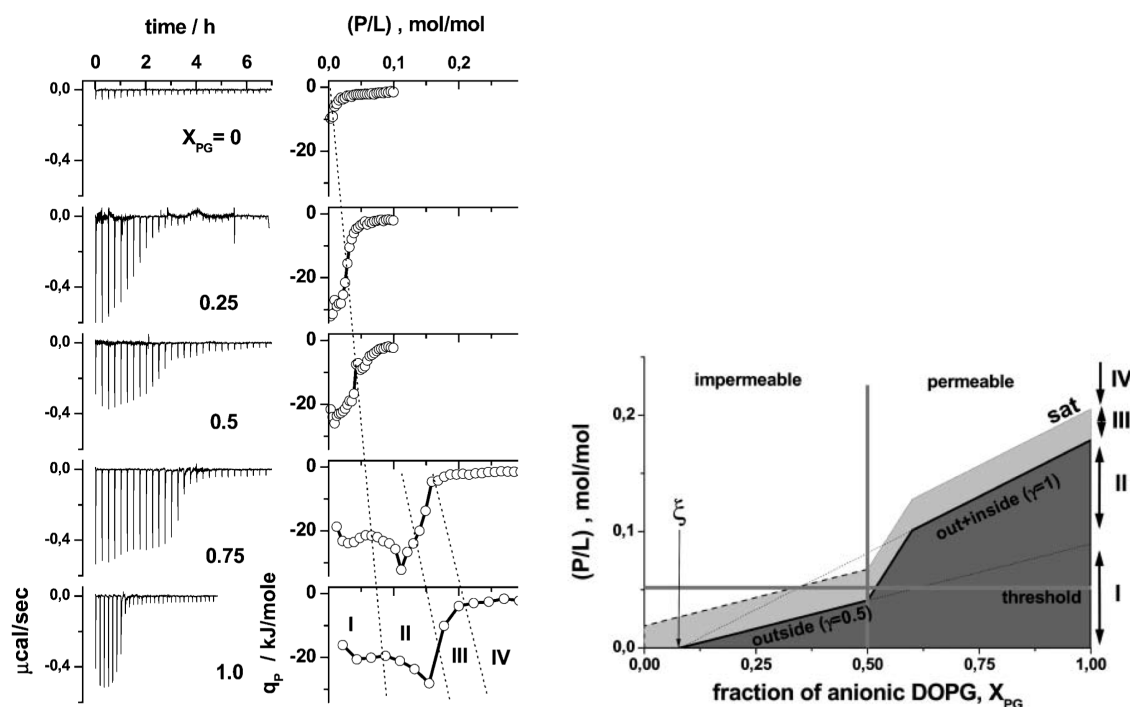 time / h
(P/L) , mol/mol
0 2 4 6
0,0 0,1 0,2
0,0
-0,4
X_PG= 0
0
-20
0,0
-0,4
0.25
0
-20
0,0
-0,4
0.5
0
-20
0,0
-0,4
0.75
0
-20
0,0
-0,4
1.0
μcal/sec
0
-20
q_P / kJ/mole
I
II
III
IV
impermeable
permeable
IV
sat
III
II
I
0,2
0,1
0,0
(P/L) , mol/mol
ξ
out+inside (γ=1)
threshold
outside (γ=0.5)
0,00 0,25 0,50 0,75 1,00
fraction of anionic DOPG, X_PG